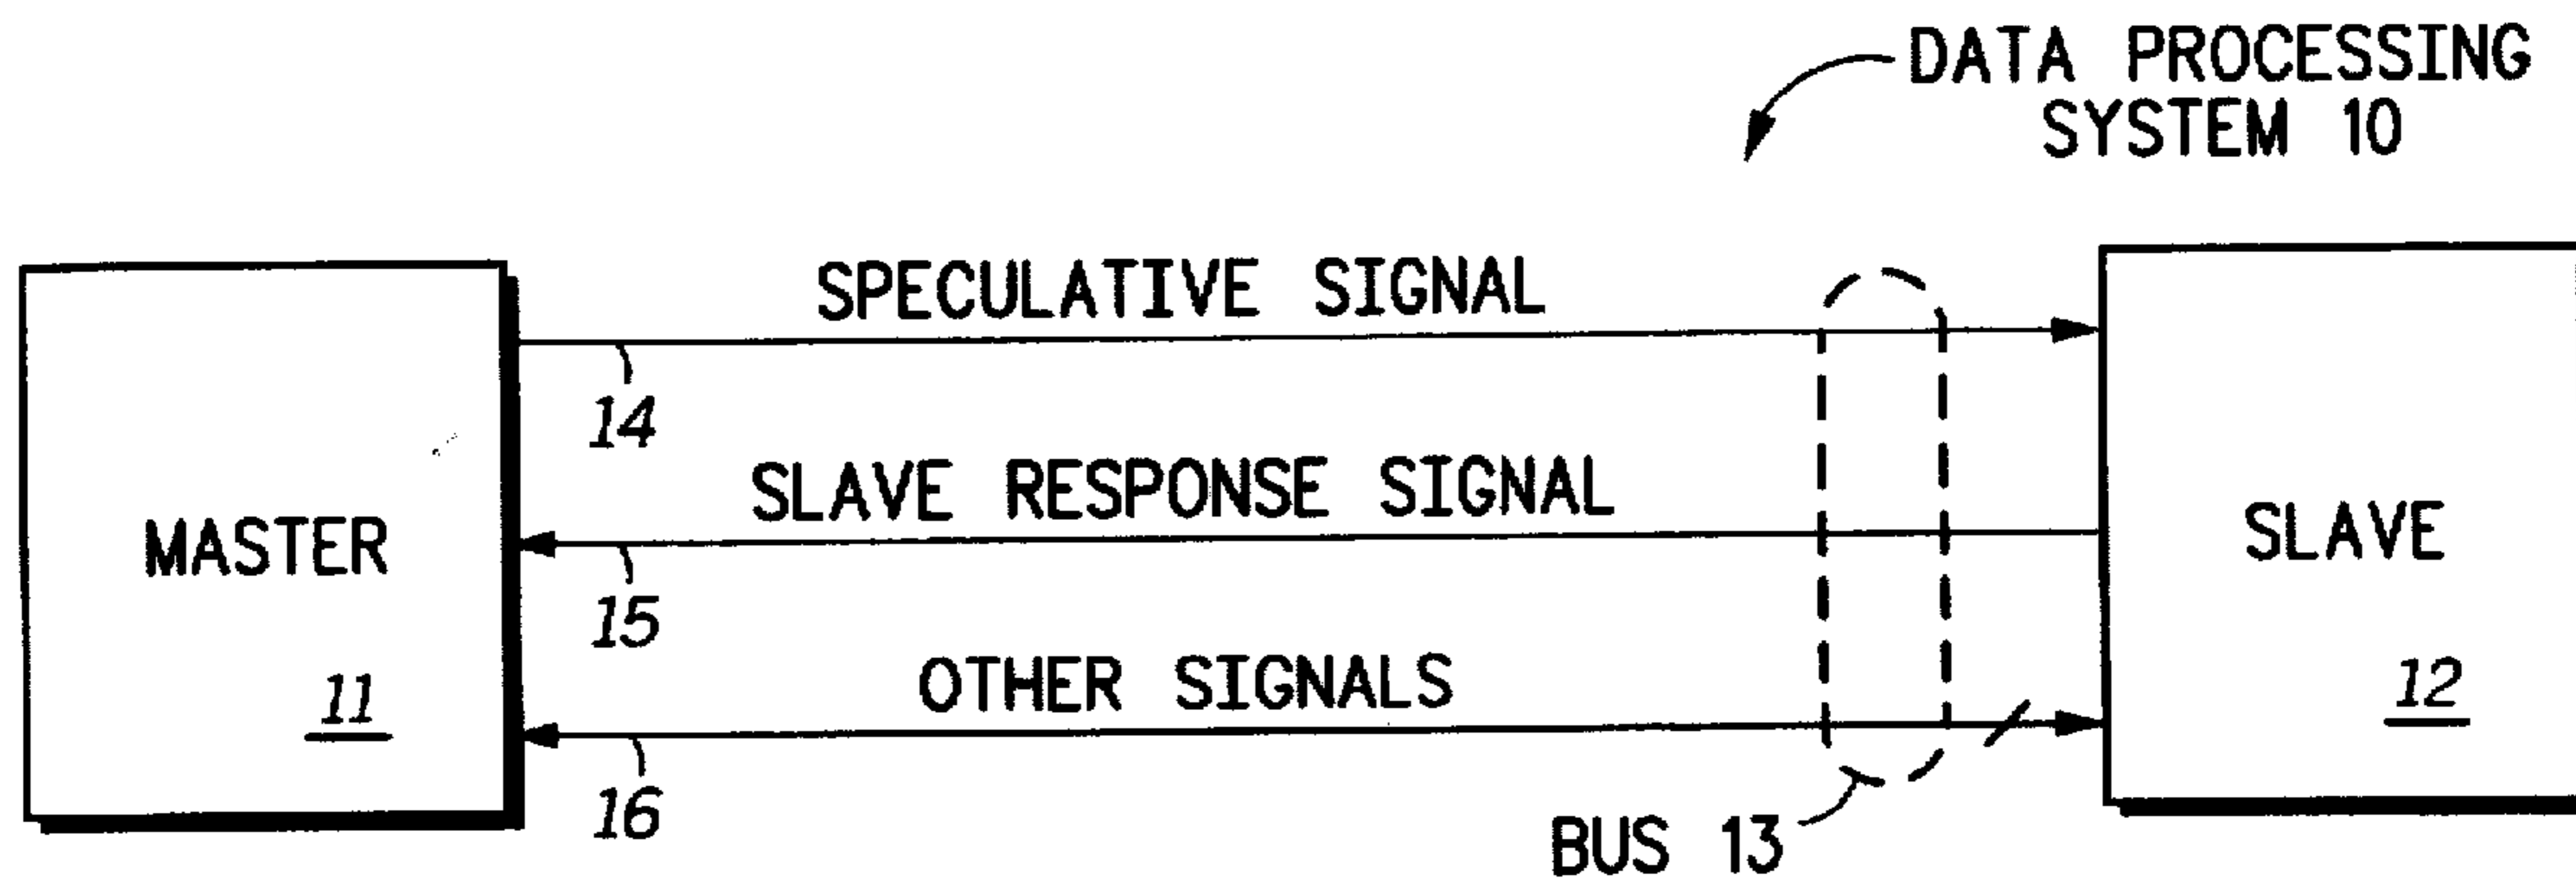 DATA PROCESSING
SYSTEM 10
SPECULATIVE SIGNAL
14
SLAVE RESPONSE SIGNAL
MASTER
SLAVE
15
OTHER SIGNALS
11
12
16
BUS 13